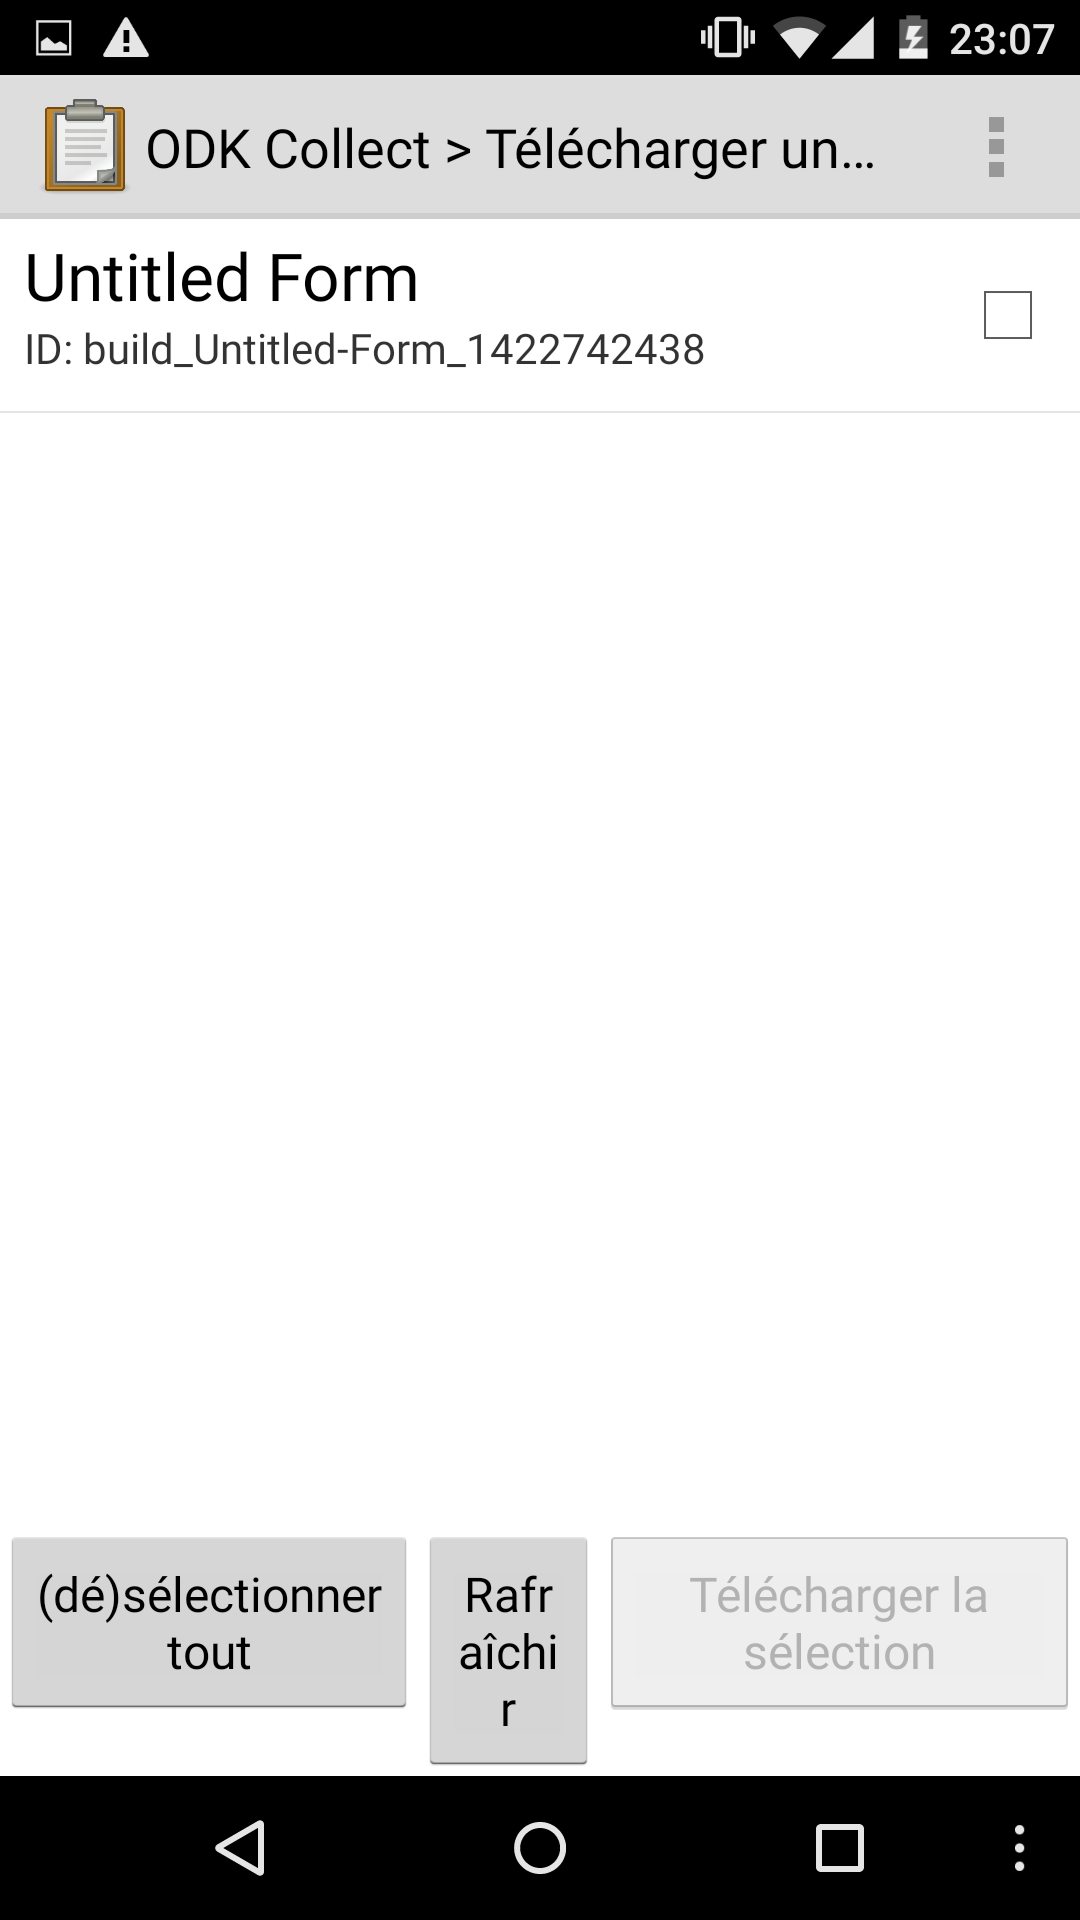 23:07
ODK Collect > Télécharger un...
Untitled Form
ID: build_Untitled-Form_1422742438
(dé)sélectionner
tout
Rafr
aîchi
r
Télécharger la
sélection